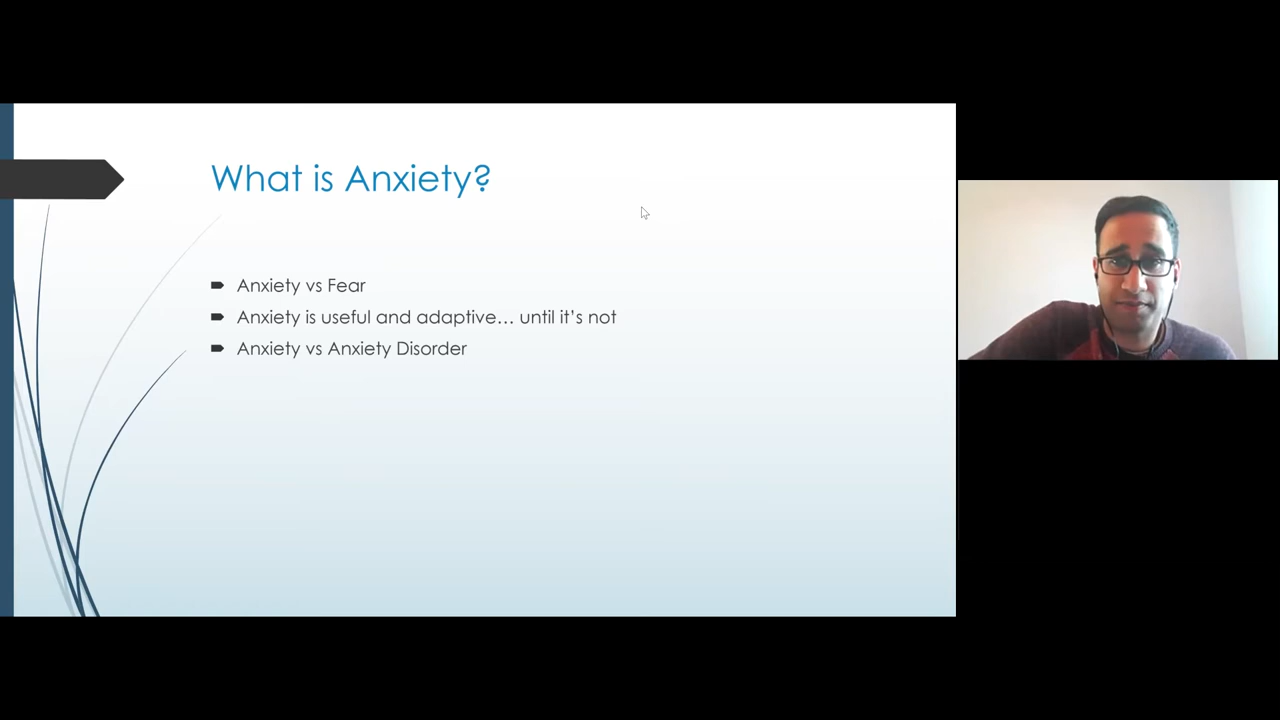 What is Anxiety?
Anxiety vs Fear
Anxiety is useful and adaptive... until it's not
Anxiety vs Anxiety Disorder